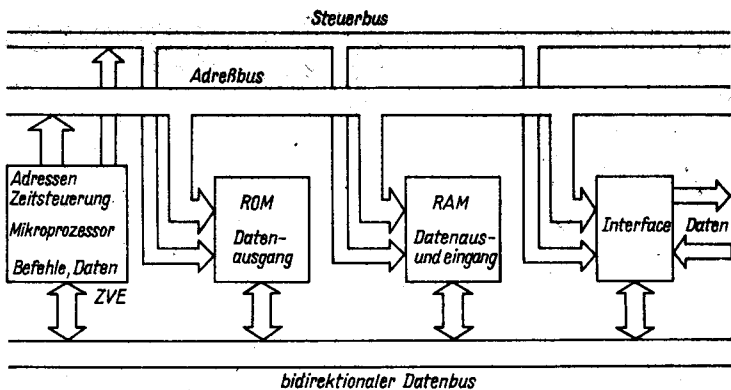 Steuerbus
Adreßbus
Adressen
Zeitsteuerung
Mikroprozessor
Befehle, Daten
ZVE
ROM
Daten-
ausgang
RAM
Datenaus-
und eingang
Interface
Daten
bidirektionaler Datenbus